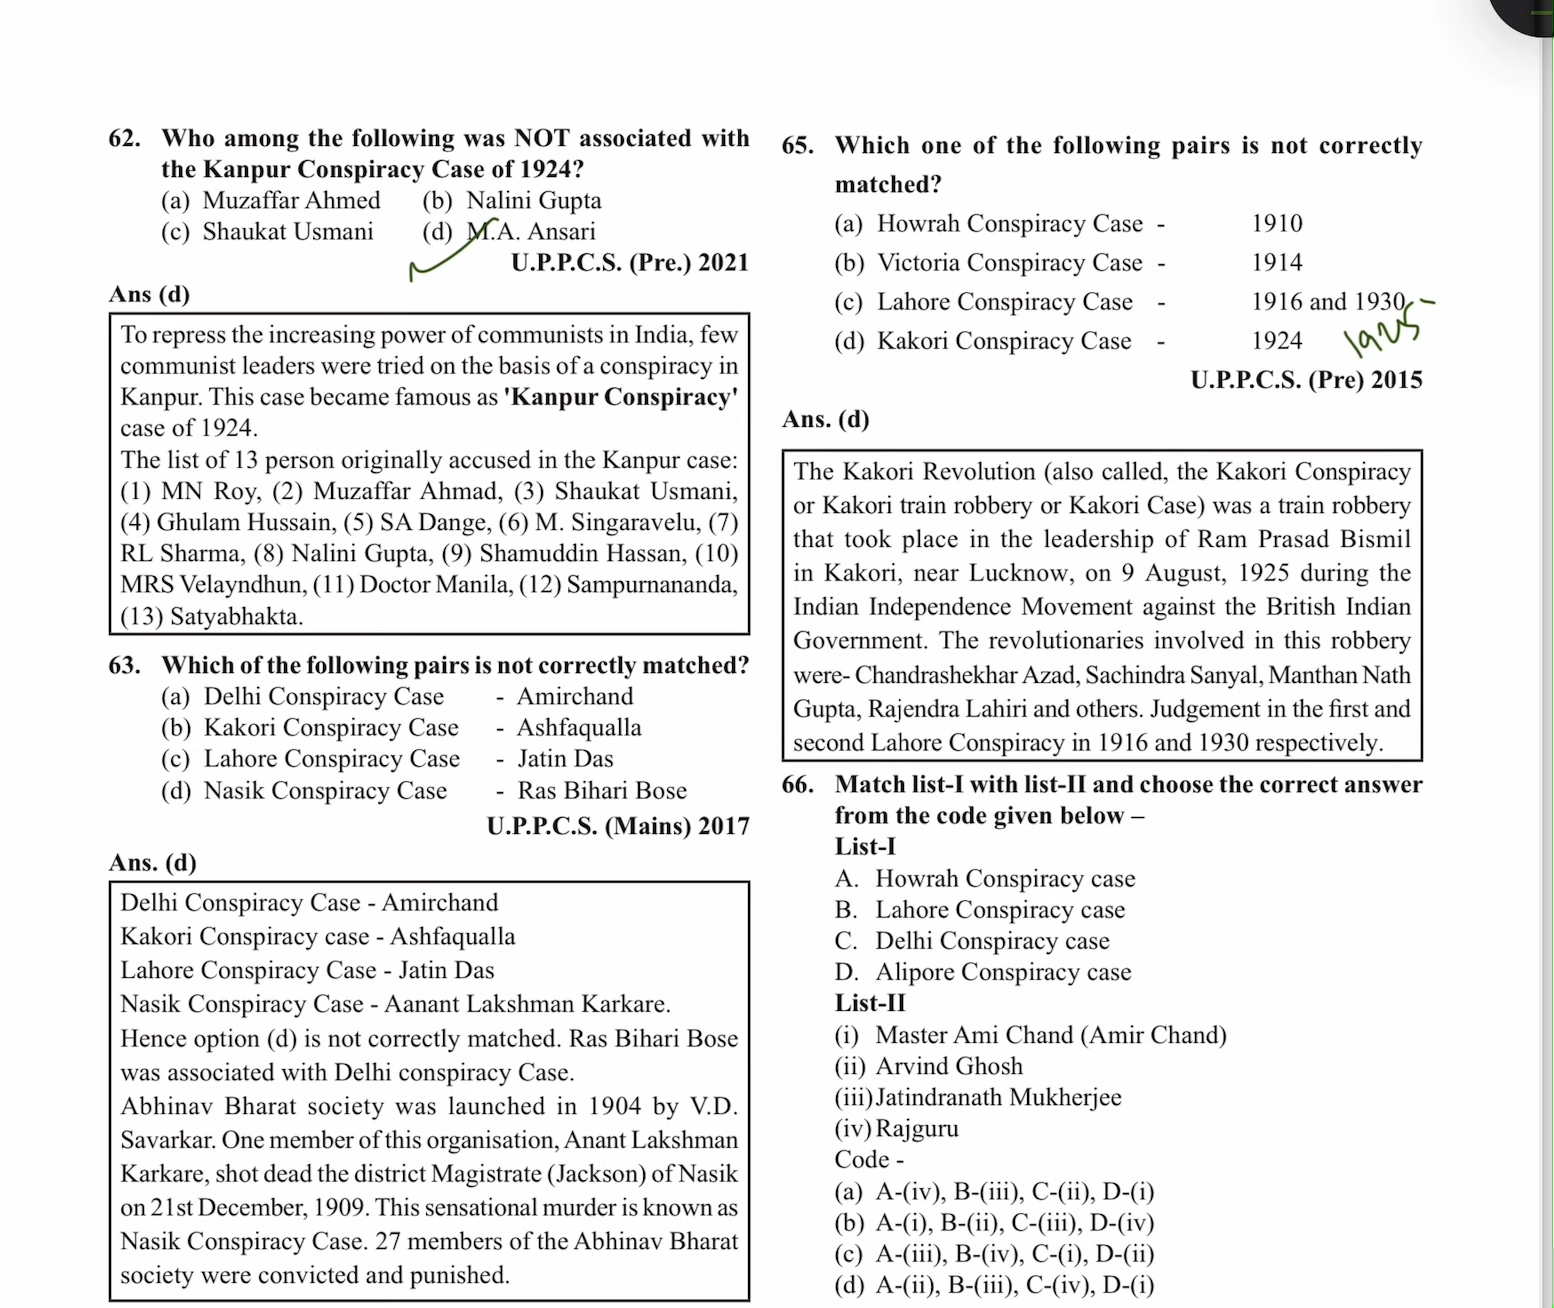 62. Who among the following was NOT associated with
the Kanpur Conspiracy Case of 1924?
(a) Muzaffar Ahmed (b) Nalini Gupta
(c) Shaukat Usmani (d) M.A. Ansari
U.P.P.C.S. (Pre.) 2021
Ans (d)
To repress the increasing power of communists in India, few
communist leaders were tried on the basis of a conspiracy in
Kanpur. This case became famous as 'Kanpur Conspiracy'
case of 1924.
The list of 13 person originally accused in the Kanpur case:
(1) MN Roy, (2) Muzaffar Ahmad, (3) Shaukat Usmani,
(4) Ghulam Hussain, (5) SA Dange, (6) M. Singaravelu, (7)
RL Sharma, (8) Nalini Gupta, (9) Shamuddin Hassan, (10)
MRS Velayndhun, (11) Doctor Manila, (12) Sampurnananda,
(13) Satyabhakta.
63. Which of the following pairs is not correctly matched?
(a) Delhi Conspiracy Case - Amirchand
(b) Kakori Conspiracy Case - Ashfaqualla
(c) Lahore Conspiracy Case - Jatin Das
(d) Nasik Conspiracy Case - Ras Bihari Bose
U.P.P.C.S. (Mains) 2017
Ans. (d)
Delhi Conspiracy Case - Amirchand
Kakori Conspiracy case - Ashfaqualla
Lahore Conspiracy Case - Jatin Das
Nasik Conspiracy Case - Aanant Lakshman Karkare.
Hence option (d) is not correctly matched. Ras Bihari Bose
was associated with Delhi conspiracy Case.
Abhinav Bharat society was launched in 1904 by V.D.
Savarkar. One member of this organisation, Anant Lakshman
Karkare, shot dead the district Magistrate (Jackson) of Nasik
on 21st December, 1909. This sensational murder is known as
Nasik Conspiracy Case. 27 members of the Abhinav Bharat
society were convicted and punished.
65. Which one of the following pairs is not correctly
matched?
(a) Howrah Conspiracy Case - 1910
(b) Victoria Conspiracy Case - 1914
(c) Lahore Conspiracy Case - 1916 and 1930
(d) Kakori Conspiracy Case - 1924 1925
U.P.P.C.S. (Pre) 2015
Ans. (d)
The Kakori Revolution (also called, the Kakori Conspiracy
or Kakori train robbery or Kakori Case) was a train robbery
that took place in the leadership of Ram Prasad Bismil
in Kakori, near Lucknow, on 9 August, 1925 during the
Indian Independence Movement against the British Indian
Government. The revolutionaries involved in this robbery
were- Chandrashekhar Azad, Sachindra Sanyal, Manthan Nath
Gupta, Rajendra Lahiri and others. Judgement in the first and
second Lahore Conspiracy in 1916 and 1930 respectively.
66. Match list-I with list-II and choose the correct answer
from the code given below –
List-I
A. Howrah Conspiracy case
B. Lahore Conspiracy case
C. Delhi Conspiracy case
D. Alipore Conspiracy case
List-II
(i) Master Ami Chand (Amir Chand)
(ii) Arvind Ghosh
(iii) Jatindranath Mukherjee
(iv) Rajguru
Code -
(a) A-(iv), B-(iii), C-(ii), D-(i)
(b) A-(i), B-(ii), C-(iii), D-(iv)
(c) A-(iii), B-(iv), C-(i), D-(ii)
(d) A-(ii), B-(iii), C-(iv), D-(i)